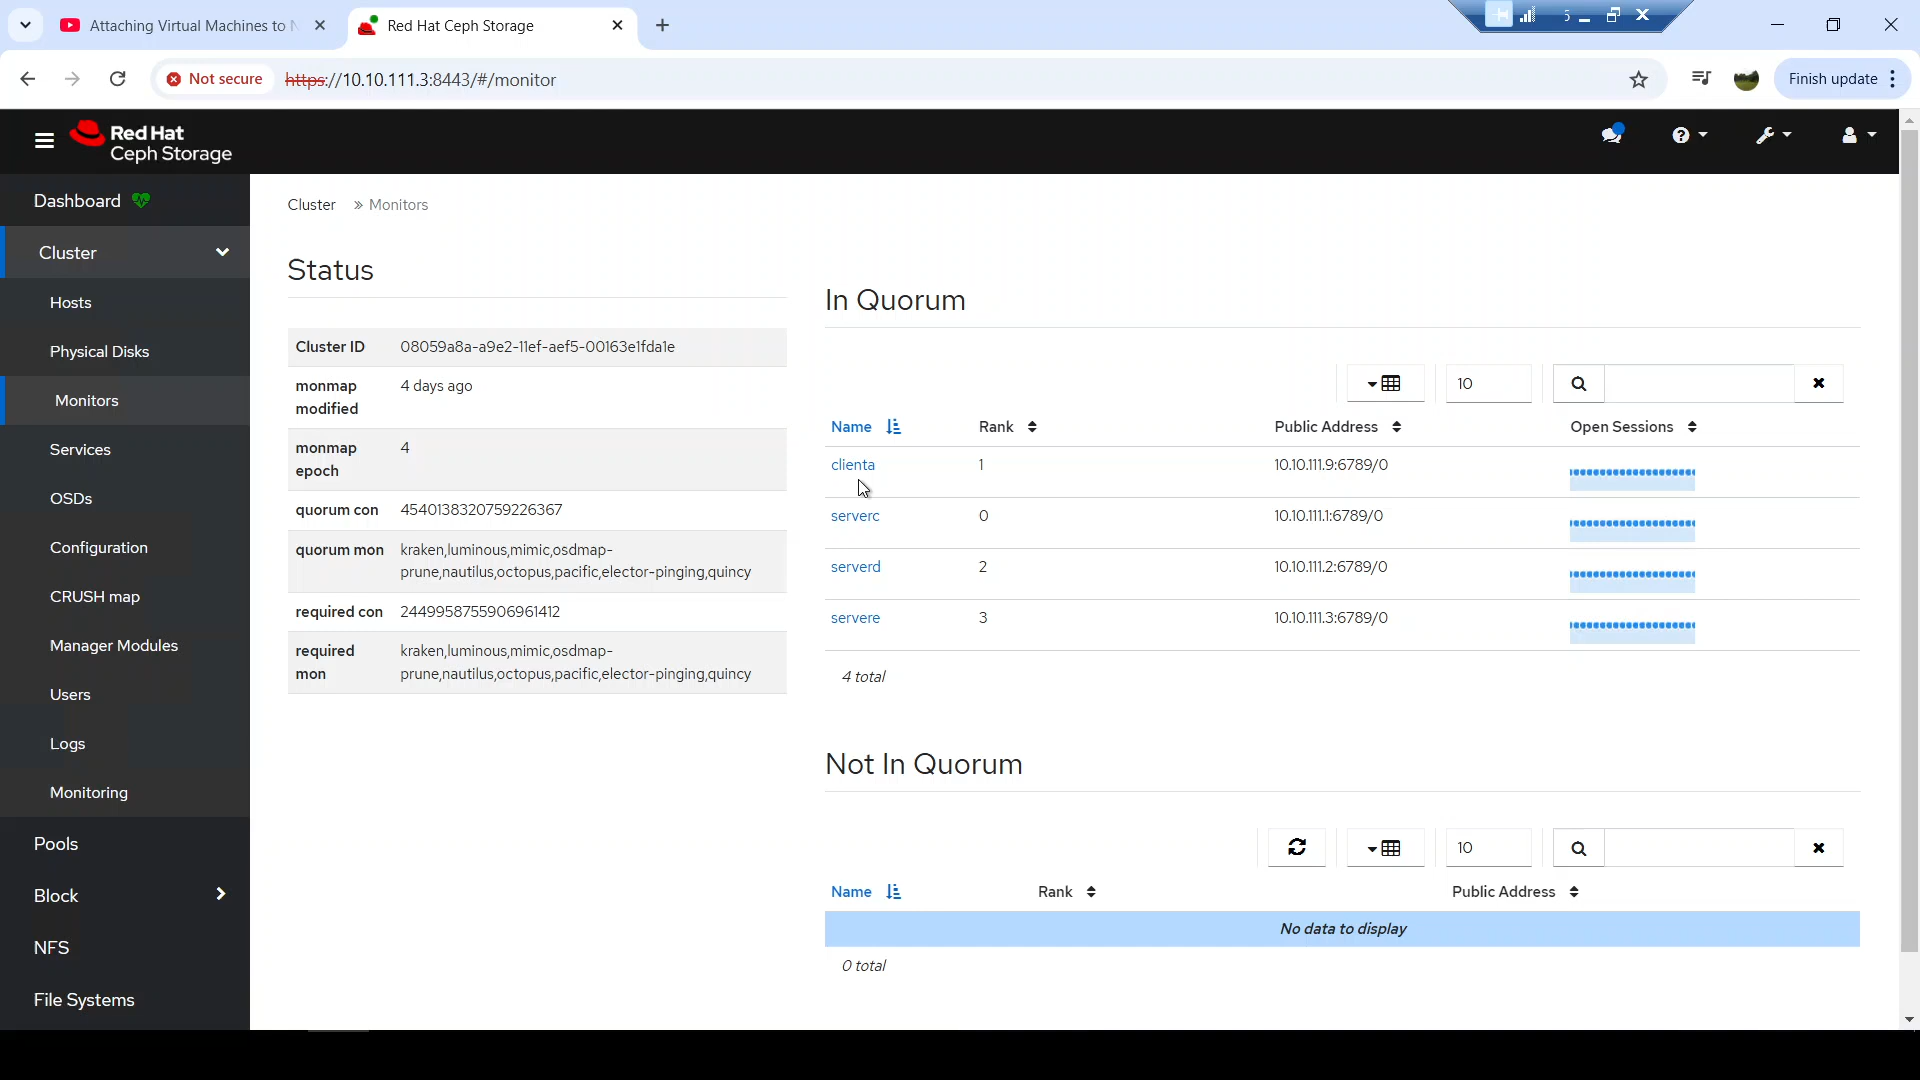 Attaching Virtual Machines to N
Red Hat Ceph Storage
5
Not secure
https://10.10.111.3:8443/#/monitor
Finish update
Red Hat
Ceph Storage
Dashboard
Cluster
Hosts
Physical Disks
Monitors
Services
OSDs
Configuration
CRUSH map
Manager Modules
Users
Logs
Monitoring
Pools
Block
NFS
File Systems
Cluster » Monitors
Status
Cluster ID 08059a8a-a9e2-11ef-aef5-00163e1fda1e
monmap modified 4 days ago
monmap epoch 4
quorum con 4540138320759226367
quorum mon kraken,luminous,mimic,osdmap-
prune,nautilus,octopus,pacific,elector-pinging,quincy
required con 2449958755906961412
required mon kraken,luminous,mimic,osdmap-
prune,nautilus,octopus,pacific,elector-pinging,quincy
In Quorum
10
Name Rank Public Address Open Sessions
clienta 1 10.10.111.9:6789/0
serverc 0 10.10.111.1:6789/0
serverd 2 10.10.111.2:6789/0
servere 3 10.10.111.3:6789/0
4 total
Not In Quorum
10
Name Rank Public Address
No data to display
0 total